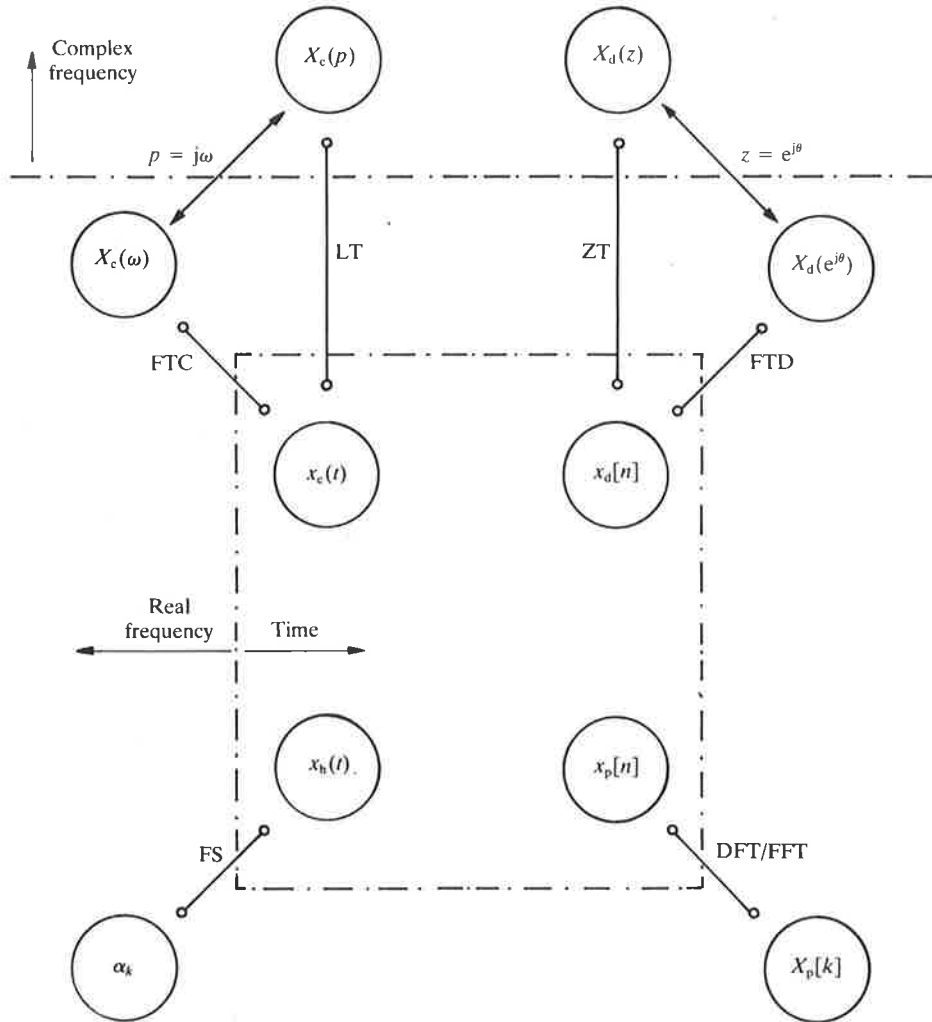 Complex
frequency
X_c(p)
X_d(z)
p = jω
z = e^{jθ}
X_c(ω)
LT
ZT
X_d(e^{jθ})
FTC
FTD
x_c(t)
x_d[n]
Real
frequency
Time
x_h(t)
x_p[n]
FS
DFT/FFT
α_k
X_p[k]